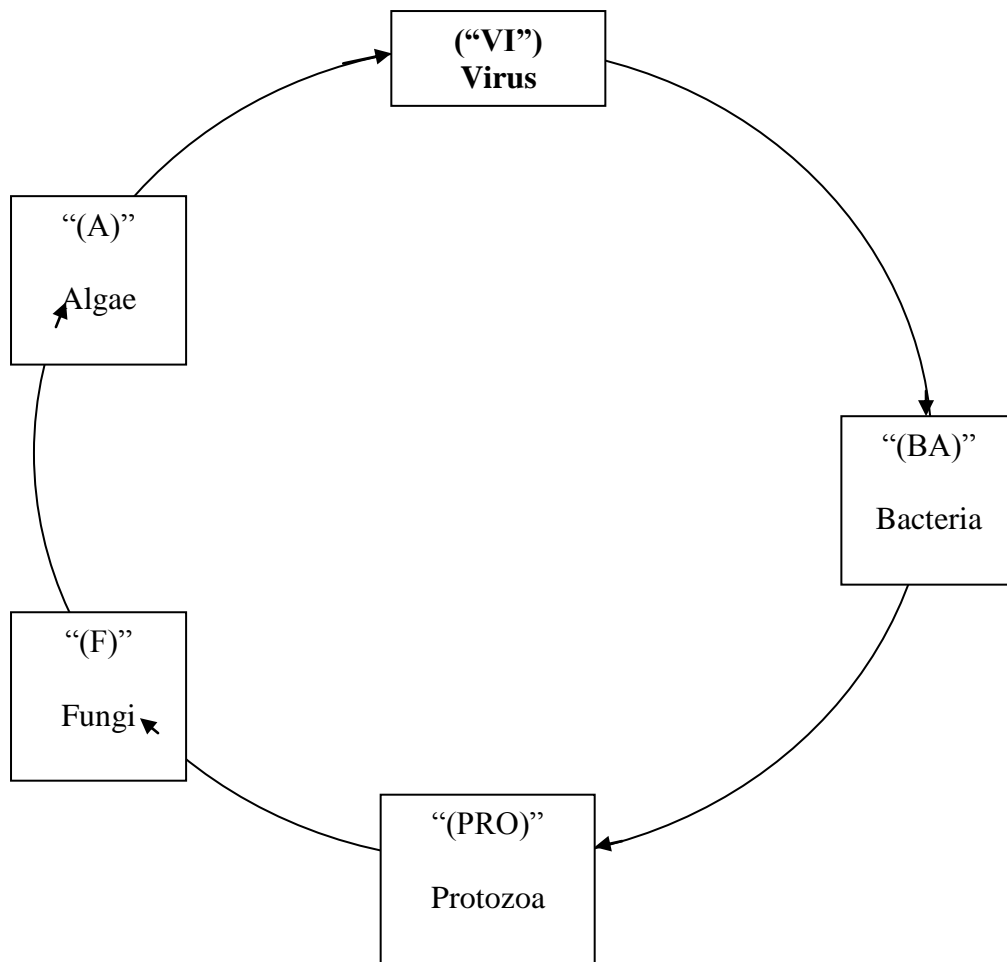 (“VI”)
Virus
“(A)”
Algae
“(BA)”
Bacteria
“(F)”
Fungi
“(PRO)”
Protozoa